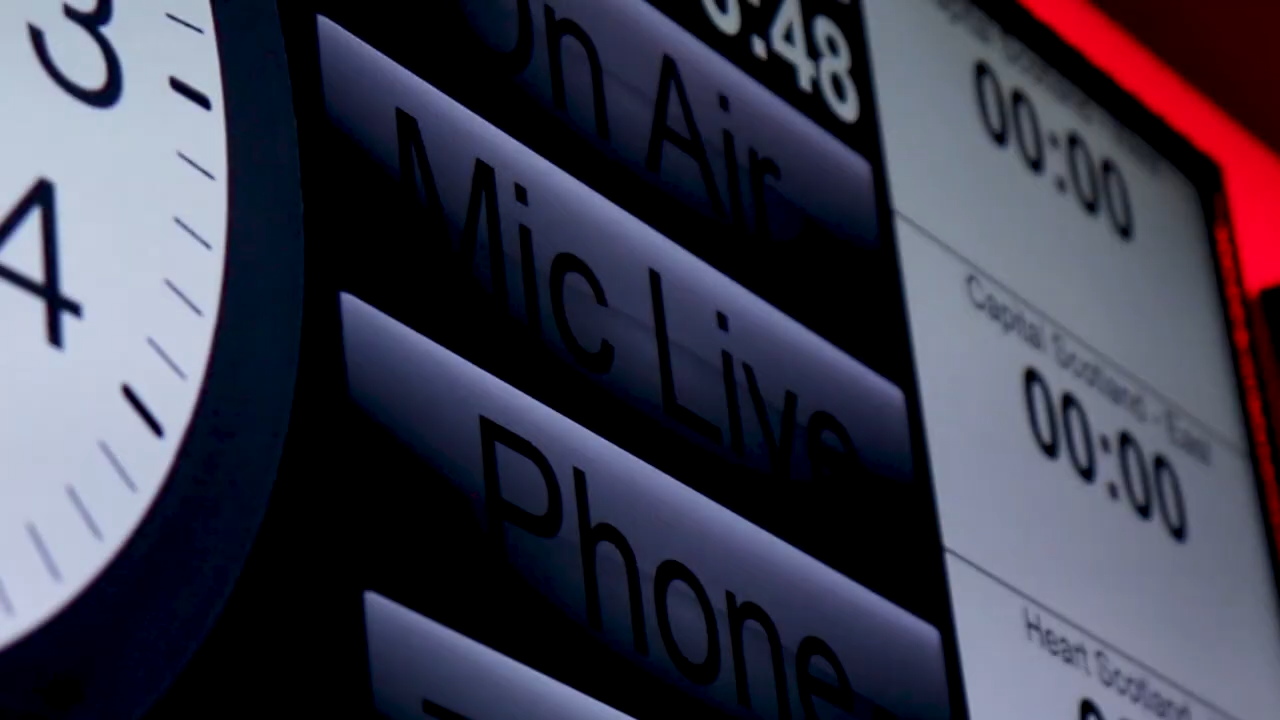 3
4
On Air
Mic Live
Phone
:48
00:00
Capital Scotland - East
00:00
Heart Scotland